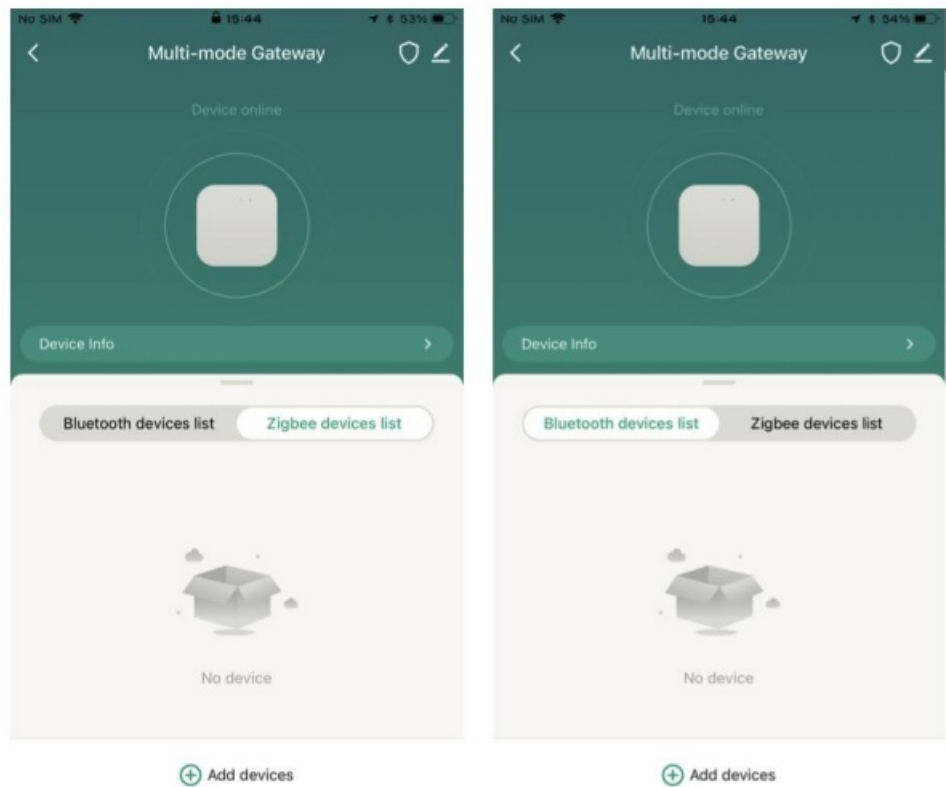 No SIM 15:44 53%
Multi-mode Gateway
Device online
Device Info
Bluetooth devices list Zigbee devices list
No device
Add devices
No SIM 15:44 54%
Multi-mode Gateway
Device online
Device Info
Bluetooth devices list Zigbee devices list
No device
Add devices